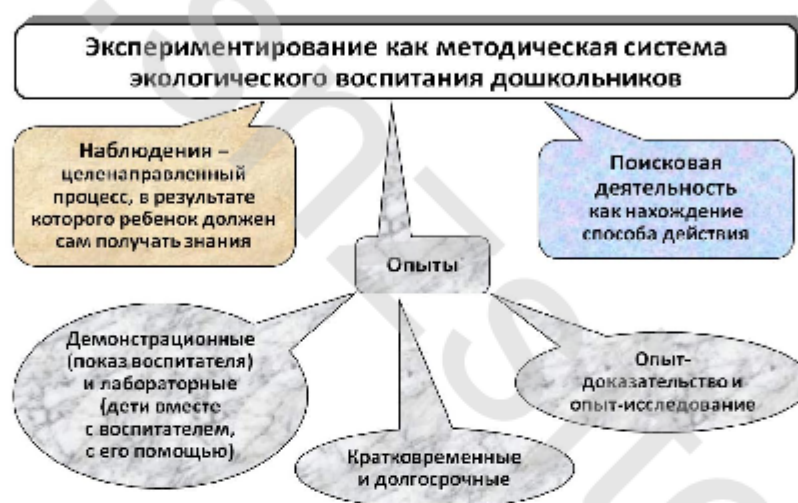 Экспериментирование как методическая система
экологического воспитания дошкольников
Наблюдения –
целенаправленный
процесс, в результате
которого ребенок должен
сам получать знания
Поисковая
деятельность
как нахождение
способа действия
Опыты
Демонстрационные
(показ воспитателя)
и лабораторные
(дети вместе
с воспитателем,
с его помощью)
Кратковременные
и долгосрочные
Опыт-
доказательство и
опыт-исследование